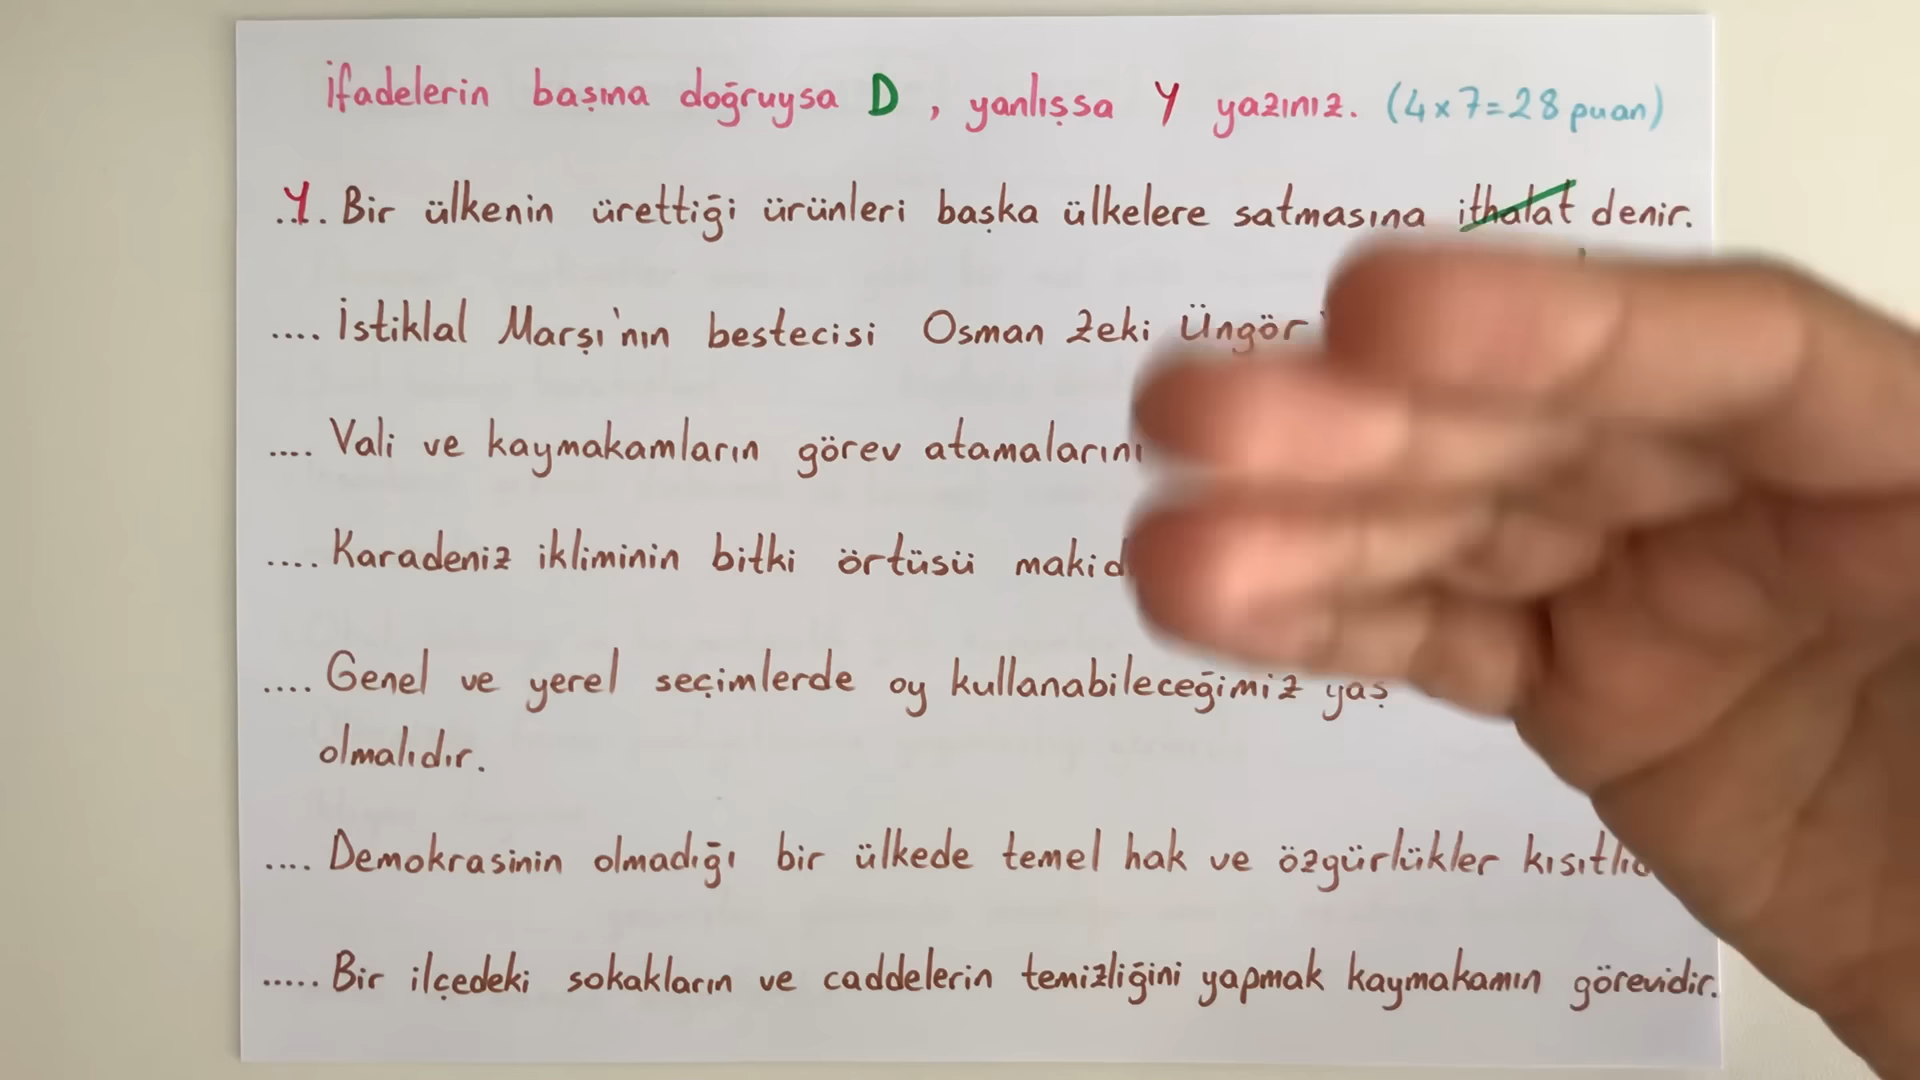 İfadelerin başına doğruysa D , yanlışsa Y yazınız. (4x7=28 puan)
.Y. Bir ülkenin ürettiği ürünleri başka ülkelere satmasına ithalat denir.
.... İstiklal Marşı'nın bestecisi Osman Zeki Üngör'
.... Vali ve kaymakamların görev atamalarını
.... Karadeniz ikliminin bitki örtüsü
.... Genel ve yerel seçimlerde oy kullanabileceğimiz yaş
olmalıdır.
.... Demokrasinin olmadığı bir ülkede temel hak ve özgürlükler
..... Bir ilçedeki sokakların ve caddelerin temizliğini yapmak kaymakamın görevidir.